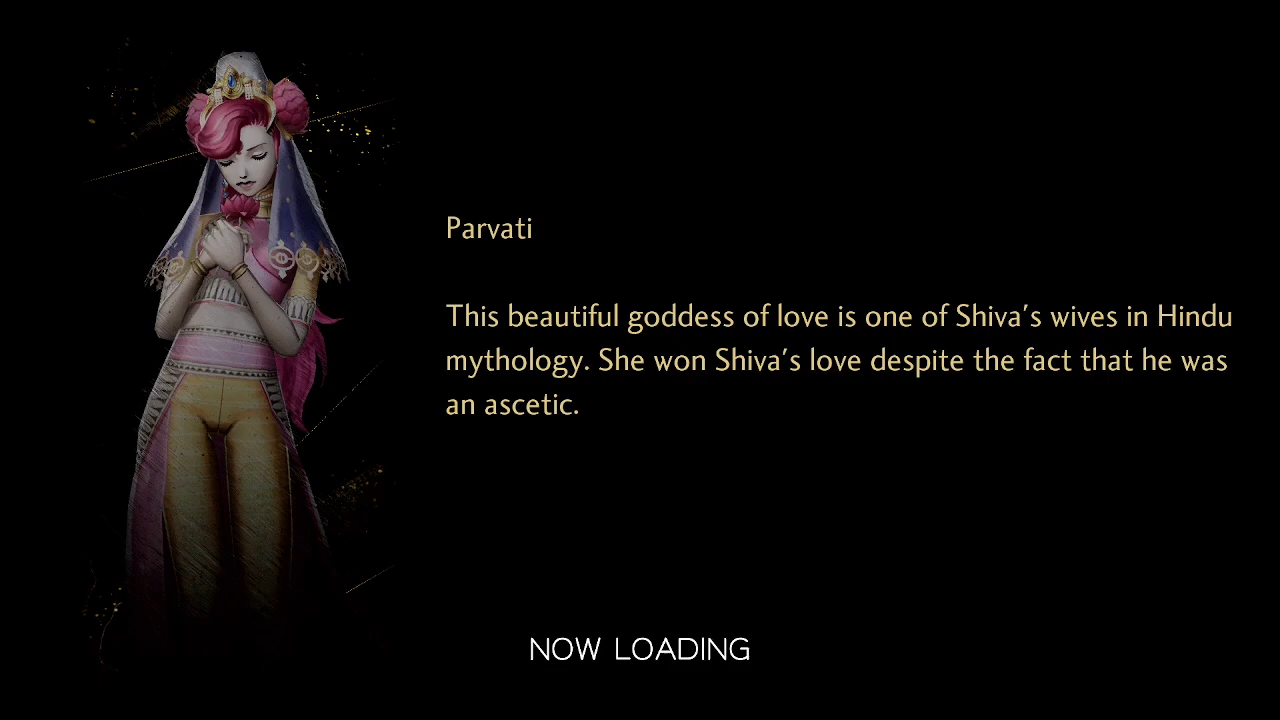 Parvati
This beautiful goddess of love is one of Shiva's wives in Hindu
mythology. She won Shiva's love despite the fact that he was
an ascetic.
NOW LOADING